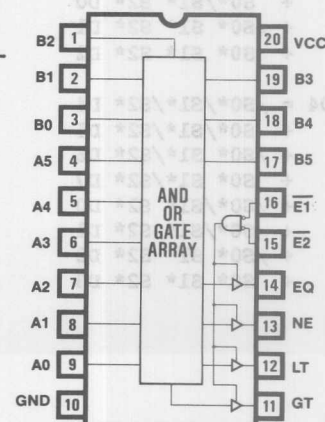 B2 1 20 VCC
B1 2 19 B3
B0 3 18 B4
A5 4 17 B5
A4 5 16 E1
A3 6 15 E2
A2 7 14 EQ
A1 8 13 NE
A0 9 12 LT
GND 10 11 GT
AND
OR
GATE
ARRAY